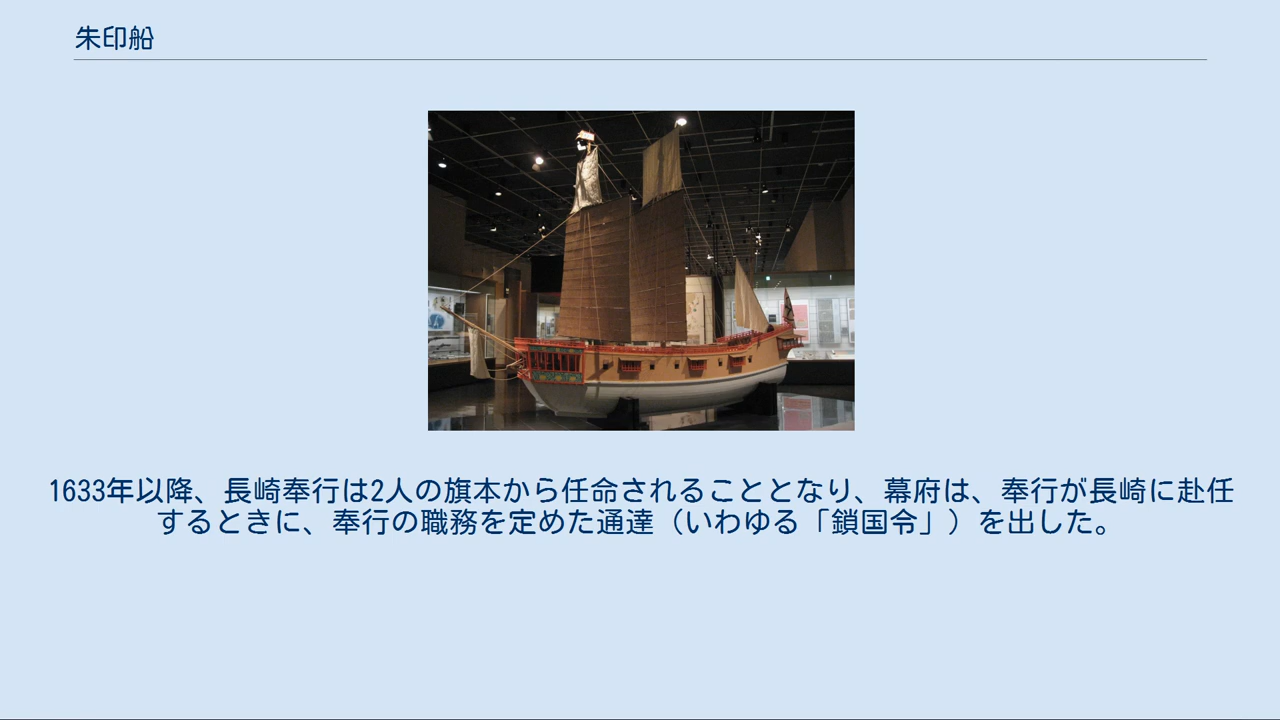 朱印船
1633年以降、長崎奉行は2人の旗本から任命されることとなり、幕府は、奉行が長崎に赴任
するときに、奉行の職務を定めた通達（いわゆる「鎖国令」）を出した。